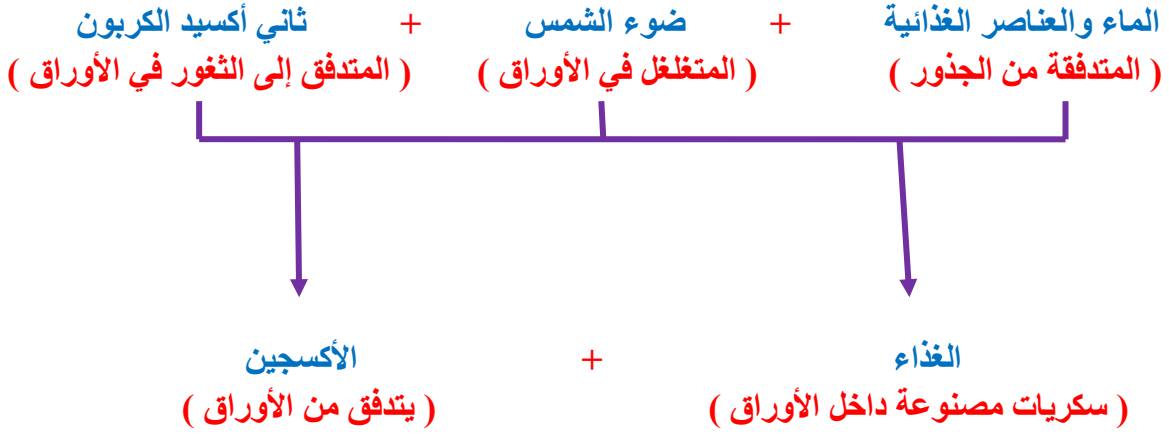 الماء والعناصر الغذائية + ضوء الشمس + ثاني أكسيد الكربون
( المتدفقة من الجذور ) ( المتغلغل في الأوراق ) ( المتدفق إلى الثغور في الأوراق )
الغذاء + الأكسجين
( سكريات مصنوعة داخل الأوراق ) ( يتدفق من الأوراق )